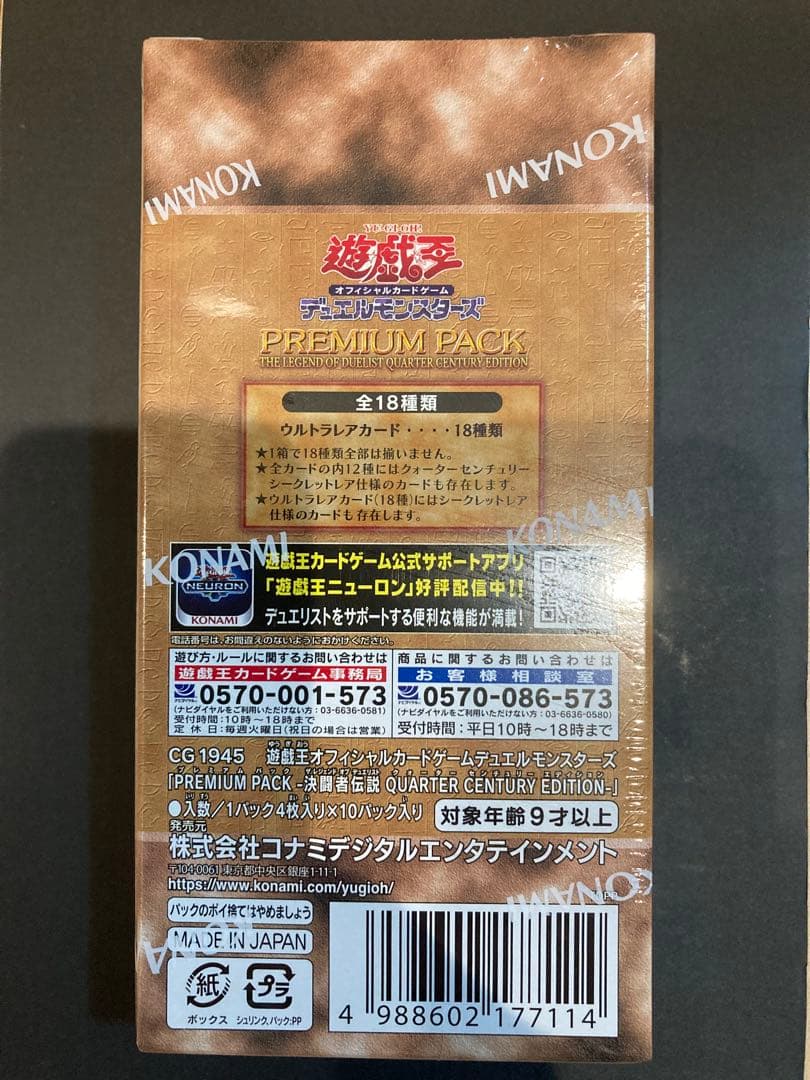 KONAMI
KONAMI
YU-GI-OH!
遊戯王
オフィシャルカードゲーム
デュエルモンスターズ
PREMIUM PACK
THE LEGEND OF DUELIST QUARTER CENTURY EDITION
全18種類
ウルトラレアカード・・・・18種類
★1箱で18種類全部は揃いません。
★全カードの内12種にはクォーターセンチュリー
シークレットレア仕様のカードも存在します。
★ウルトラレアカード(18種)にはシークレットレア
仕様のカードも存在します。
KONAMI
KONAMI
NEURON
KONAMI
遊戯王カードゲーム公式サポートアプリ
「遊戯王ニューロン」好評配信中!!
デュエリストをサポートする便利な機能が満載!
電話番号は、お間違えのないようにおかけください。
遊び方・ルールに関するお問い合わせは
遊戯王カードゲーム事務局
0570-001-573
(ナビダイヤルをご利用いただけない方:03-6636-0581)
受付時間:10時~18時まで
定休日:毎週火曜日(祝日の場合は営業)
商品に関するお問い合わせは
お客様相談室
0570-086-573
(ナビダイヤルをご利用いただけない方:03-6636-0580)
受付時間:平日10時~18時まで
CG1945 遊戯王オフィシャルカードゲームデュエルモンスターズ
「PREMIUM PACK -決闘者伝説 QUARTER CENTURY EDITION-」
●入数/1パック4枚入り×10パック入り
対象年齢9才以上
発売元
株式会社コナミデジタルエンタテインメント
〒104-0061 東京都中央区銀座1-11-1
https://www.konami.com/yugioh/
KONAMI
パックのポイ捨てはやめましょう
MADE IN JAPAN
KONA
紙
ボックス
プラ
シュリンク,パック:PP
4 988602 177114